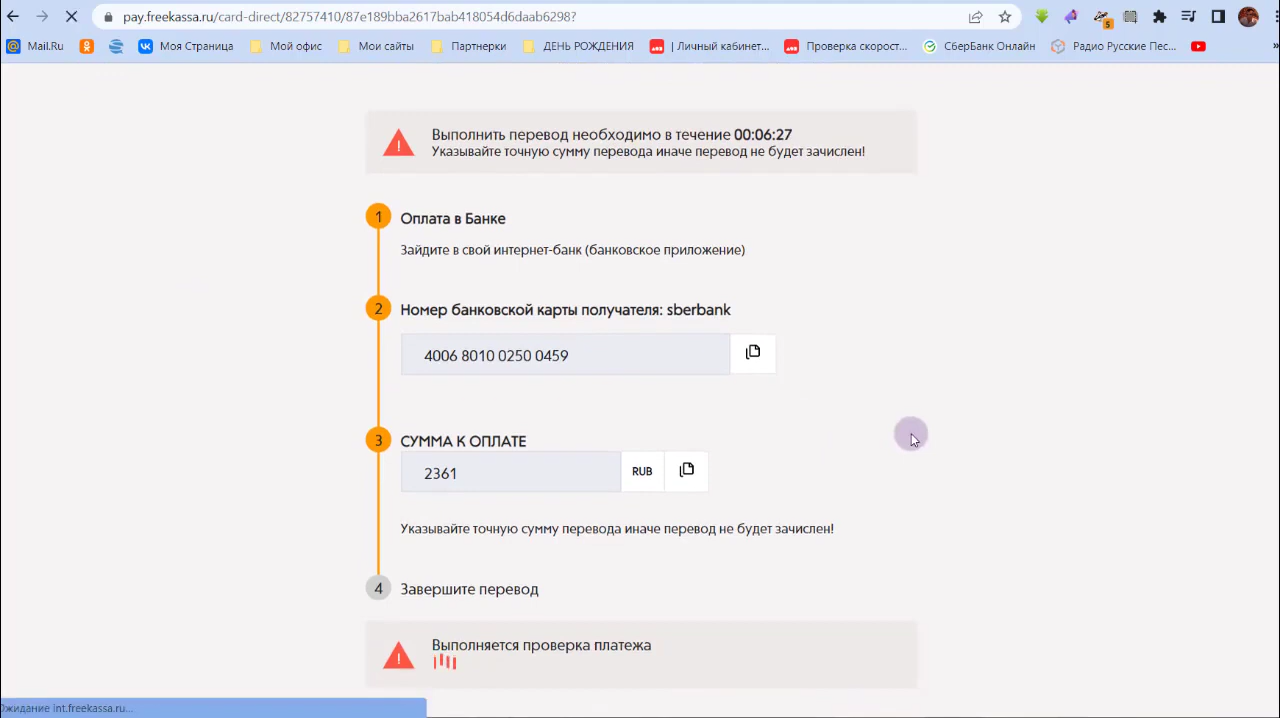 pay.freekassa.ru/card-direct/82757410/87e189bba2617bab418054d6daab6298?
Mail.Ru Моя Страница Мой офис Мои сайты Партнерки ДЕНЬ РОЖДЕНИЯ | Личный кабинет... Проверка скорост... СберБанк Онлайн Радио Русские Пес... »
5
Выполнить перевод необходимо в течение 00:06:27
Указывайте точную сумму перевода иначе перевод не будет зачислен!
1 Оплата в Банке
Зайдите в свой интернет-банк (банковское приложение)
2 Номер банковской карты получателя: sberbank
4006 8010 0250 0459
3 СУММА К ОПЛАТЕ
2361 RUB
Указывайте точную сумму перевода иначе перевод не будет зачислен!
4 Завершите перевод
Выполняется проверка платежа
Ожидание int.freekassa.ru...